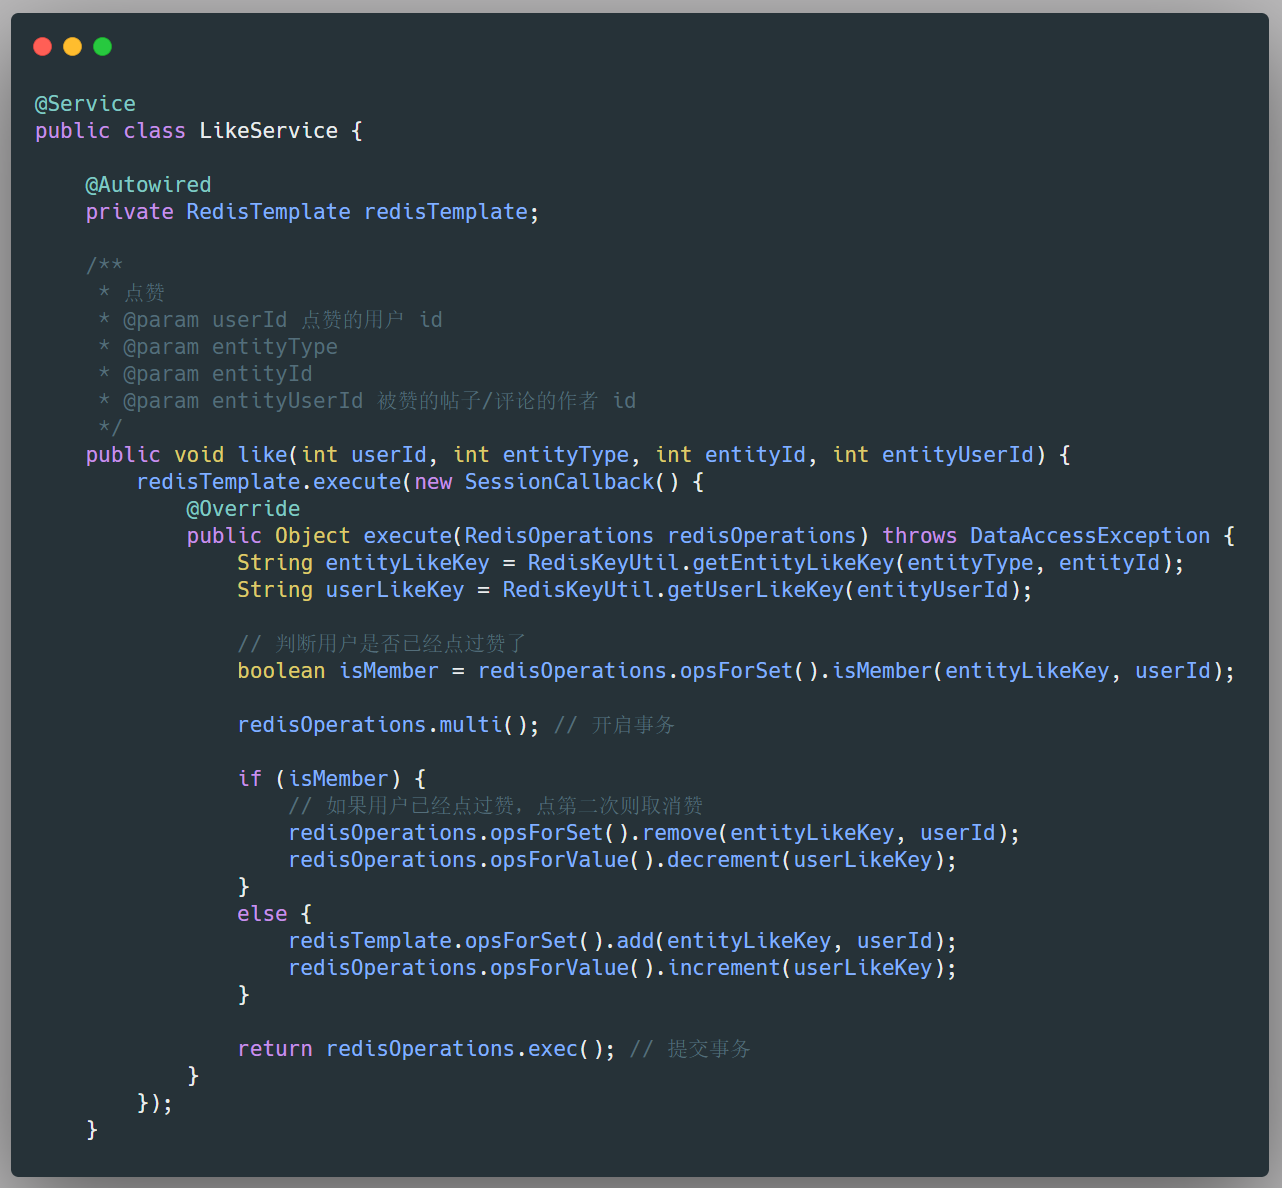 @Service
public class LikeService {
@Autowired
private RedisTemplate redisTemplate;
/**
* 点赞
* @param userId 点赞的用户 id
* @param entityType
* @param entityId
* @param entityUserId 被赞的帖子/评论的作者 id
*/
public void like(int userId, int entityType, int entityId, int entityUserId) {
redisTemplate.execute(new SessionCallback() {
@Override
public Object execute(RedisOperations redisOperations) throws DataAccessException {
String entityLikeKey = RedisKeyUtil.getEntityLikeKey(entityType, entityId);
String userLikeKey = RedisKeyUtil.getUserLikeKey(entityUserId);
// 判断用户是否已经点过赞了
boolean isMember = redisOperations.opsForSet().isMember(entityLikeKey, userId);
redisOperations.multi(); // 开启事务
if (isMember) {
// 如果用户已经点过赞，点第二次则取消赞
redisOperations.opsForSet().remove(entityLikeKey, userId);
redisOperations.opsForValue().decrement(userLikeKey);
}
else {
redisTemplate.opsForSet().add(entityLikeKey, userId);
redisOperations.opsForValue().increment(userLikeKey);
}
return redisOperations.exec(); // 提交事务
}
});
}